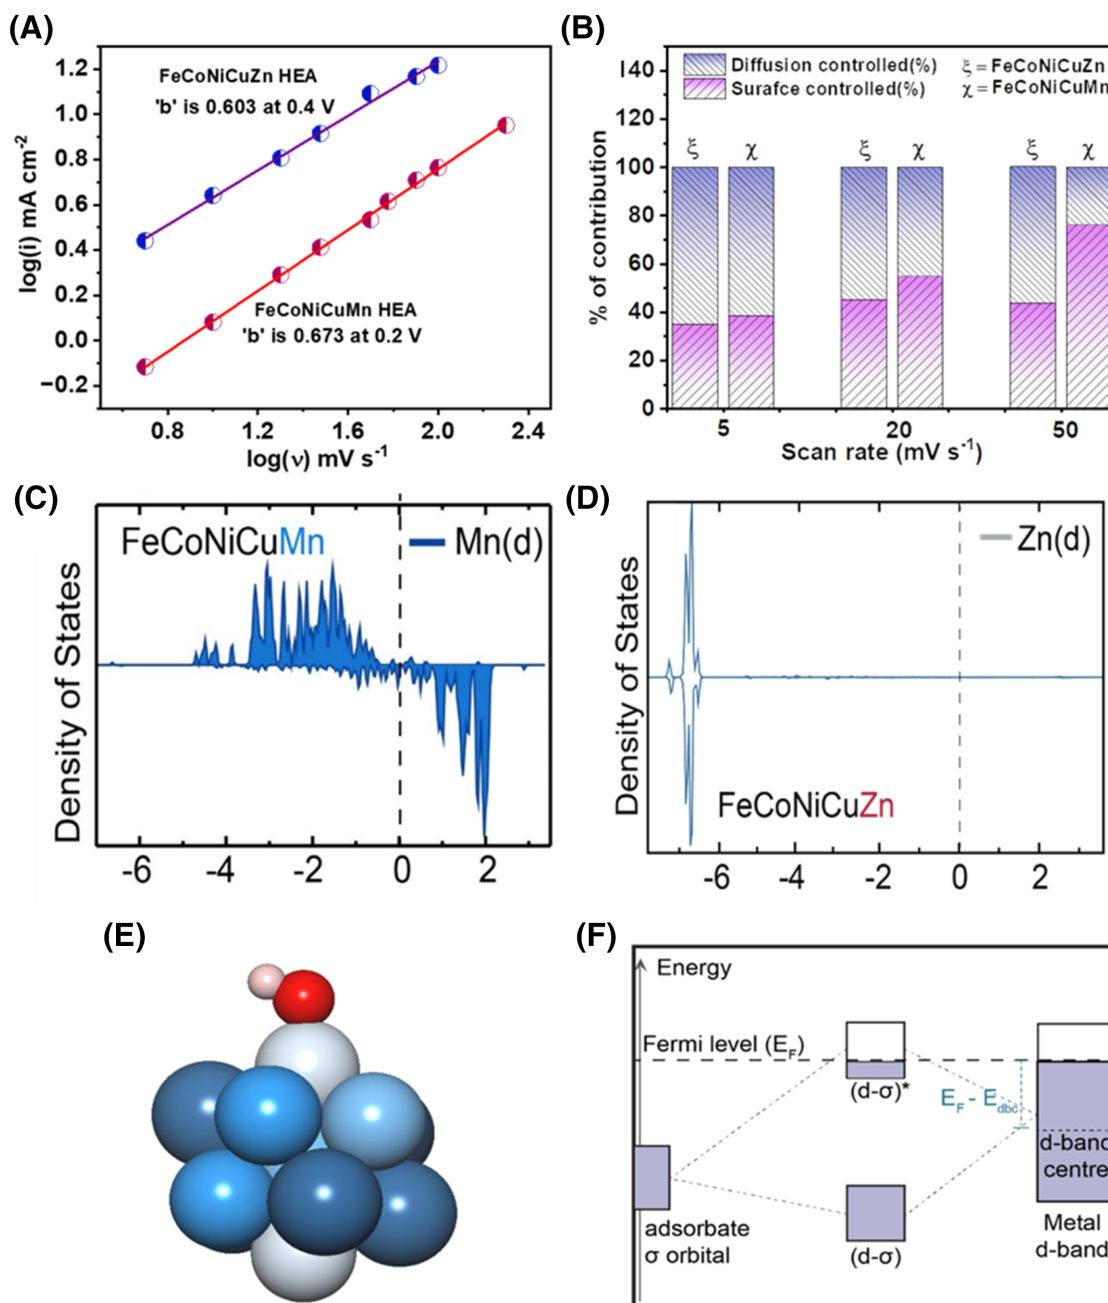 (A)
1.2
1.0
0.8
0.6
0.4
0.2
0.0
−0.2
log(i) mA cm⁻²
FeCoNiCuZn HEA
'b' is 0.603 at 0.4 V
FeCoNiCuMn HEA
'b' is 0.673 at 0.2 V
0.8 1.2 1.6 2.0 2.4
log(ν) mV s⁻¹
(B)
140
120
100
80
60
40
20
0
% of contribution
Diffusion controlled(%)
Surafce controlled(%)
ξ = FeCoNiCuZn
χ = FeCoNiCuMn
ξ χ ξ χ ξ χ
5 20 50
Scan rate (mV s⁻¹)
(C)
Density of States
FeCoNiCuMn
Mn(d)
-6 -4 -2 0 2
(D)
Density of States
Zn(d)
FeCoNiCuZn
-6 -4 -2 0 2
(E)
(F)
Energy
Fermi level (E_F)
(d-σ)*
E_F - E_dbc
d-band
centre
adsorbate
σ orbital
(d-σ)
Metal
d-band